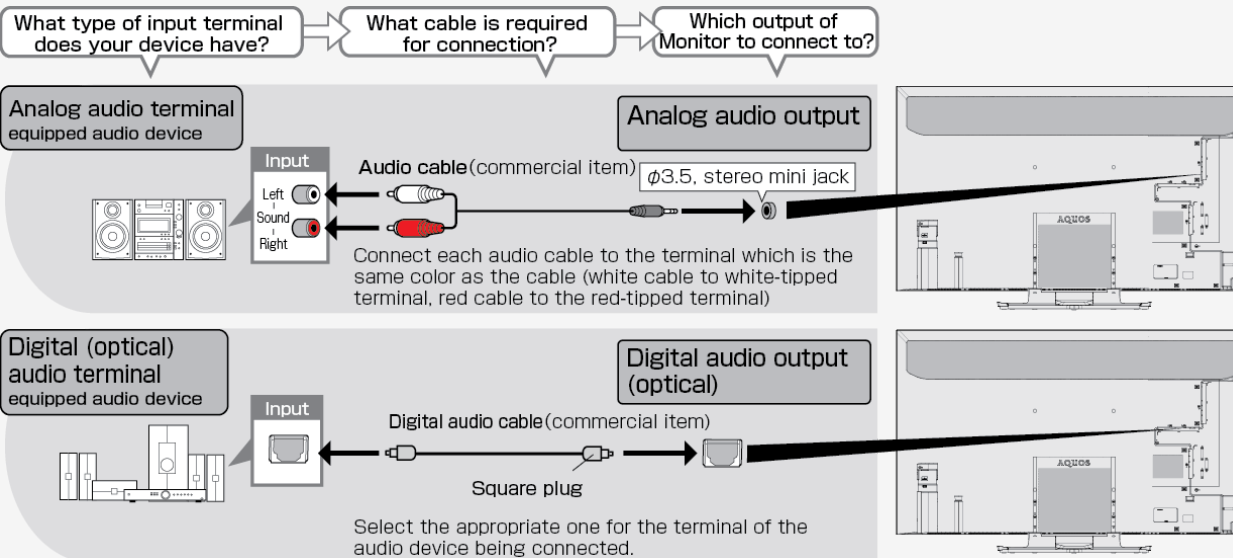 What type of input terminal
does your device have?
What cable is required
for connection?
Which output of
Monitor to connect to?
Analog audio terminal
equipped audio device
Input
Left
Sound
Right
Audio cable(commercial item)
Analog audio output
φ3.5, stereo mini jack
Connect each audio cable to the terminal which is the
same color as the cable (white cable to white-tipped
terminal, red cable to the red-tipped terminal)
AQUOS
Digital (optical)
audio terminal
equipped audio device
Input
Digital audio cable(commercial item)
Square plug
Digital audio output
(optical)
Select the appropriate one for the terminal of the
audio device being connected.
AQUOS